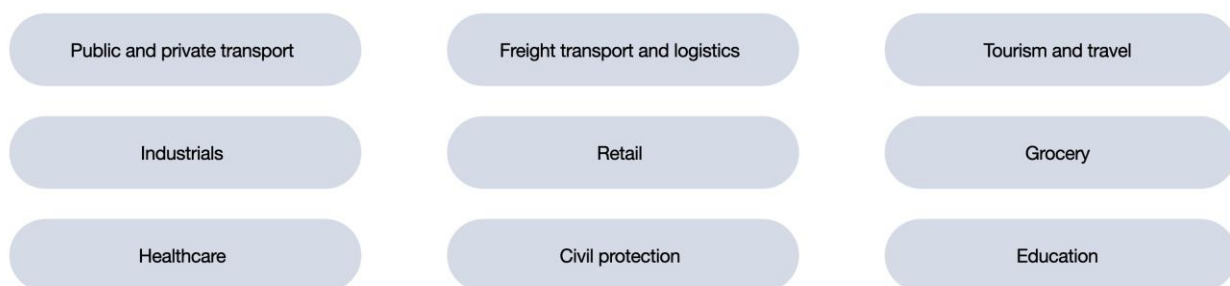 Public and private transport
Freight transport and logistics
Tourism and travel
Industrials
Retail
Grocery
Healthcare
Civil protection
Education